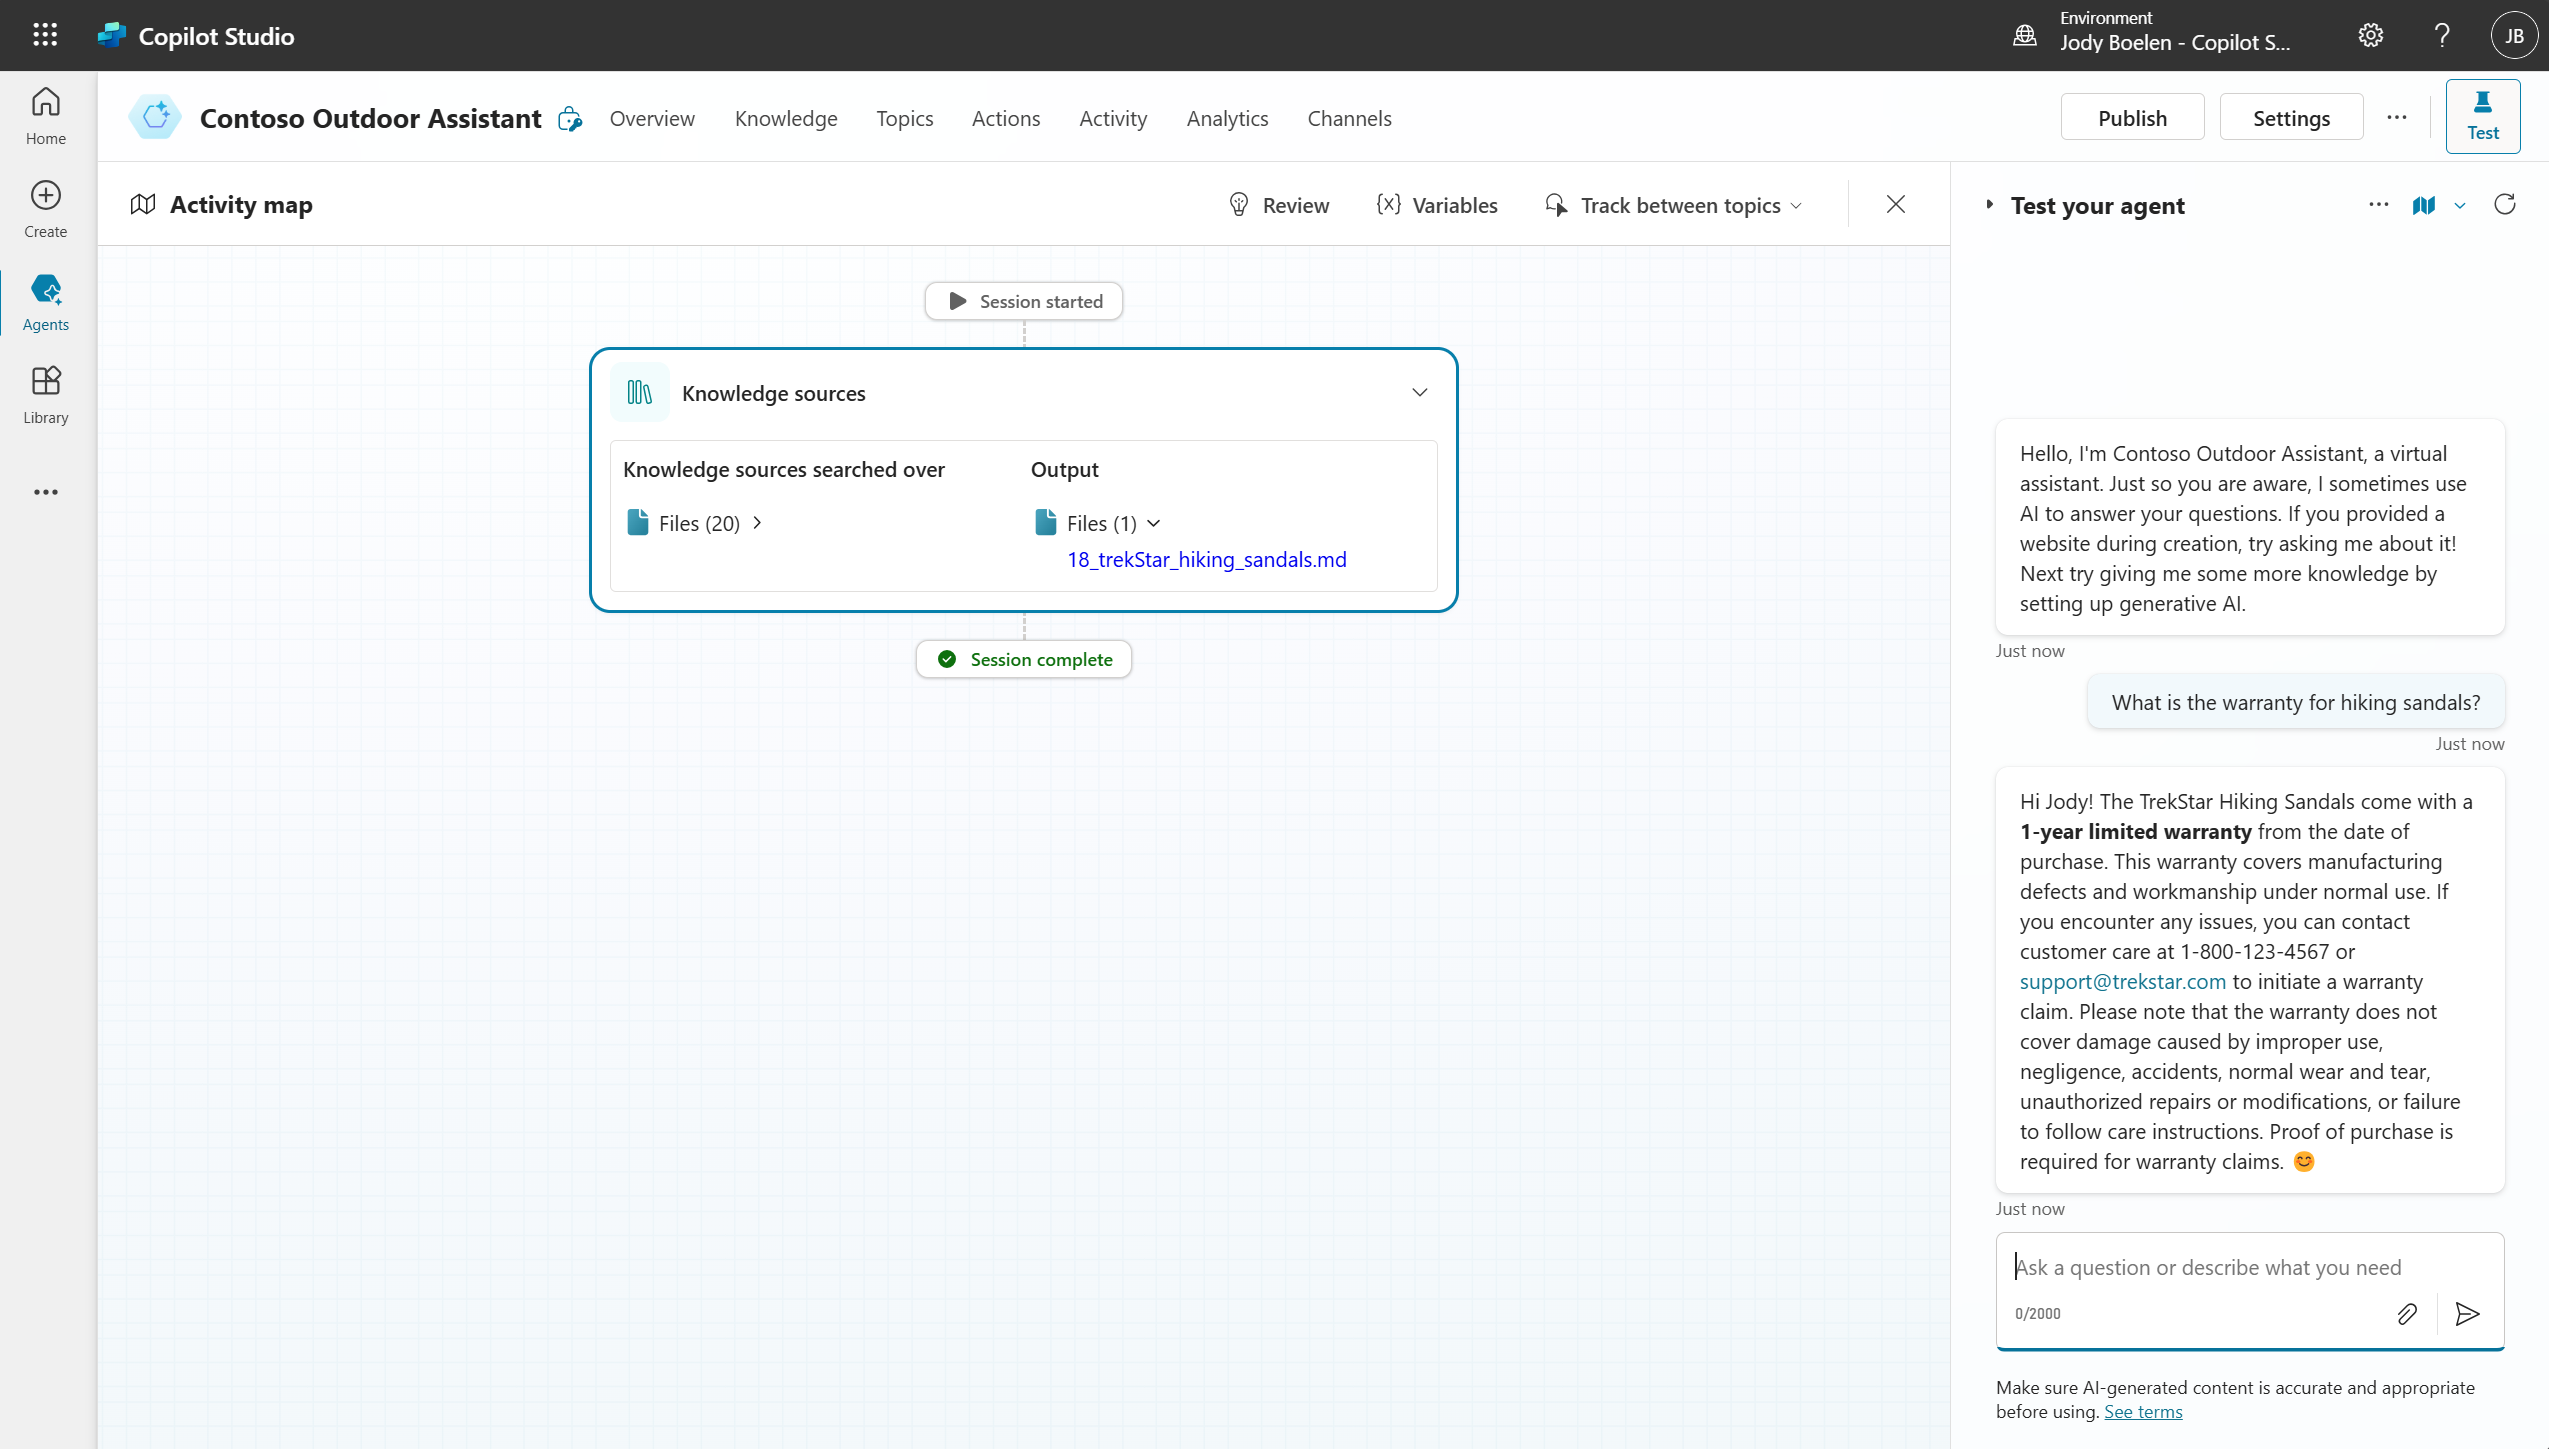 Copilot Studio
Environment
Jody Boelen - Copilot S...
JB
Home
Create
Agents
Library
Contoso Outdoor Assistant
Overview
Knowledge
Topics
Actions
Activity
Analytics
Channels
Publish
Settings
Test
Activity map
Review
Variables
Track between topics
Session started
Knowledge sources
Knowledge sources searched over
Output
Files (20)
Files (1)
18_trekStar_hiking_sandals.md
Session complete
Test your agent
Hello, I'm Contoso Outdoor Assistant, a virtual
assistant. Just so you are aware, I sometimes use
AI to answer your questions. If you provided a
website during creation, try asking me about it!
Next try giving me some more knowledge by
setting up generative AI.
Just now
What is the warranty for hiking sandals?
Just now
Hi Jody! The TrekStar Hiking Sandals come with a
1-year limited warranty from the date of
purchase. This warranty covers manufacturing
defects and workmanship under normal use. If
you encounter any issues, you can contact
customer care at 1-800-123-4567 or
support@trekstar.com to initiate a warranty
claim. Please note that the warranty does not
cover damage caused by improper use,
negligence, accidents, normal wear and tear,
unauthorized repairs or modifications, or failure
to follow care instructions. Proof of purchase is
required for warranty claims. 😊
Just now
Ask a question or describe what you need
0/2000
Make sure AI-generated content is accurate and appropriate
before using. See terms